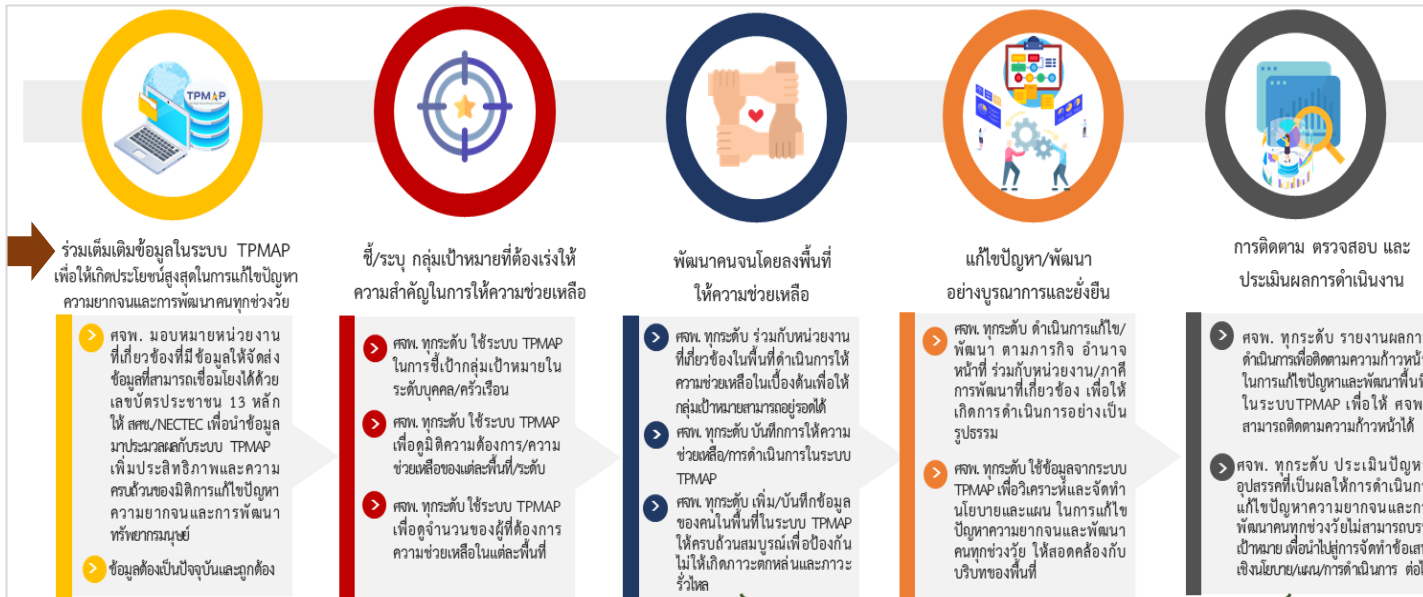 TPMAP
ร่วมเต็มเติมข้อมูลในระบบ TPMAP
เพื่อให้เกิดประโยชน์สูงสุดในการแก้ไขปัญหา
ความยากจนและการพัฒนาคนทุกช่วงวัย
ศจพ. มอบหมายหน่วยงาน
ที่เกี่ยวข้องที่มีข้อมูลให้จัดส่ง
ข้อมูลที่สามารถเชื่อมโยงได้ด้วย
เลขบัตรประชาชน 13 หลัก
ให้ สศช./NECTEC เพื่อนำข้อมูล
มาประมวลผลกับระบบ TPMAP
เพิ่มประสิทธิภาพและความ
ครบถ้วนของมิติการแก้ไขปัญหา
ความยากจนและการพัฒนา
ทรัพยากรมนุษย์
ข้อมูลต้องเป็นปัจจุบันและถูกต้อง
ชี้/ระบุ กลุ่มเป้าหมายที่ต้องเร่งให้
ความสำคัญในการให้ความช่วยเหลือ
ศจพ. ทุกระดับ ใช้ระบบ TPMAP
ในการชี้เป้ากลุ่มเป้าหมายใน
ระดับบุคคล/ครัวเรือน
ศจพ. ทุกระดับ ใช้ระบบ TPMAP
เพื่อดูมิติความต้องการ/ความ
ช่วยเหลือของแต่ละพื้นที่/ระดับ
ศจพ. ทุกระดับ ใช้ระบบ TPMAP
เพื่อดูจำนวนของผู้ที่ต้องการ
ความช่วยเหลือในแต่ละพื้นที่
พัฒนาคนจนโดยลงพื้นที่
ให้ความช่วยเหลือ
ศจพ. ทุกระดับ ร่วมกับหน่วยงาน
ที่เกี่ยวข้องในพื้นที่ดำเนินการให้
ความช่วยเหลือในเบื้องต้นเพื่อให้
กลุ่มเป้าหมายสามารถอยู่รอดได้
ศจพ. ทุกระดับ บันทึกการให้ความ
ช่วยเหลือ/การดำเนินการในระบบ
TPMAP
ศจพ. ทุกระดับ เพิ่ม/บันทึกข้อมูล
ของคนในพื้นที่ในระบบ TPMAP
ให้ครบถ้วนสมบูรณ์เพื่อป้องกัน
ไม่ให้เกิดภาวะตกหล่นและภาวะ
รั่วไหล
แก้ไขปัญหา/พัฒนา
อย่างบูรณาการและยั่งยืน
ศจพ. ทุกระดับ ดำเนินการแก้ไข/
พัฒนา ตามภารกิจ อำนาจ
หน้าที่ ร่วมกับหน่วยงาน/ภาคี
การพัฒนาที่เกี่ยวข้อง เพื่อให้
เกิดการดำเนินการอย่างเป็น
รูปธรรม
ศจพ. ทุกระดับ ใช้ข้อมูลจากระบบ
TPMAP เพื่อวิเคราะห์และจัดทำ
นโยบายและแผน ในการแก้ไข
ปัญหาความยากจนและพัฒนา
คนทุกช่วงวัย ให้สอดคล้องกับ
บริบทของพื้นที่
การติดตาม ตรวจสอบ และ
ประเมินผลการดำเนินงาน
ศจพ. ทุกระดับ รายงานผลกา
ดำเนินการเพื่อติดตามความก้าวหน้
ในการแก้ไขปัญหาและพัฒนาพื้นที่
ในระบบTPMAP เพื่อให้ ศจพ
สามารถติดตามความก้าวหน้าได้
ศจพ. ทุกระดับ ประเมินปัญหา
อุปสรรคที่เป็นผลให้การดำเนินกา
แก้ไขปัญหาความยากจนและกา
พัฒนาคนทุกช่วงวัยไม่สามารถบร
เป้าหมาย เพื่อนำไปสู่การจัดทำข้อเส
เชิงนโยบาย/แผน/การดำเนินการ ต่อไ